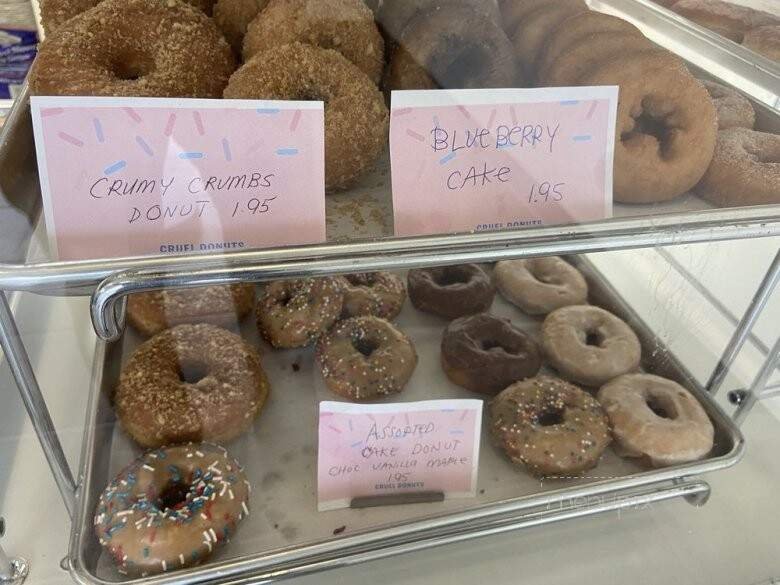 CRUMY CRUMBS
DONUT 1.95
CRUEL DONUTS
BLUEBERRY
CAKE
1.95
CRUEL DONUTS
ASSORTED
CAKE DONUT
CHOC VANILLA MAPLE
1.95
CRUEL DONUTS